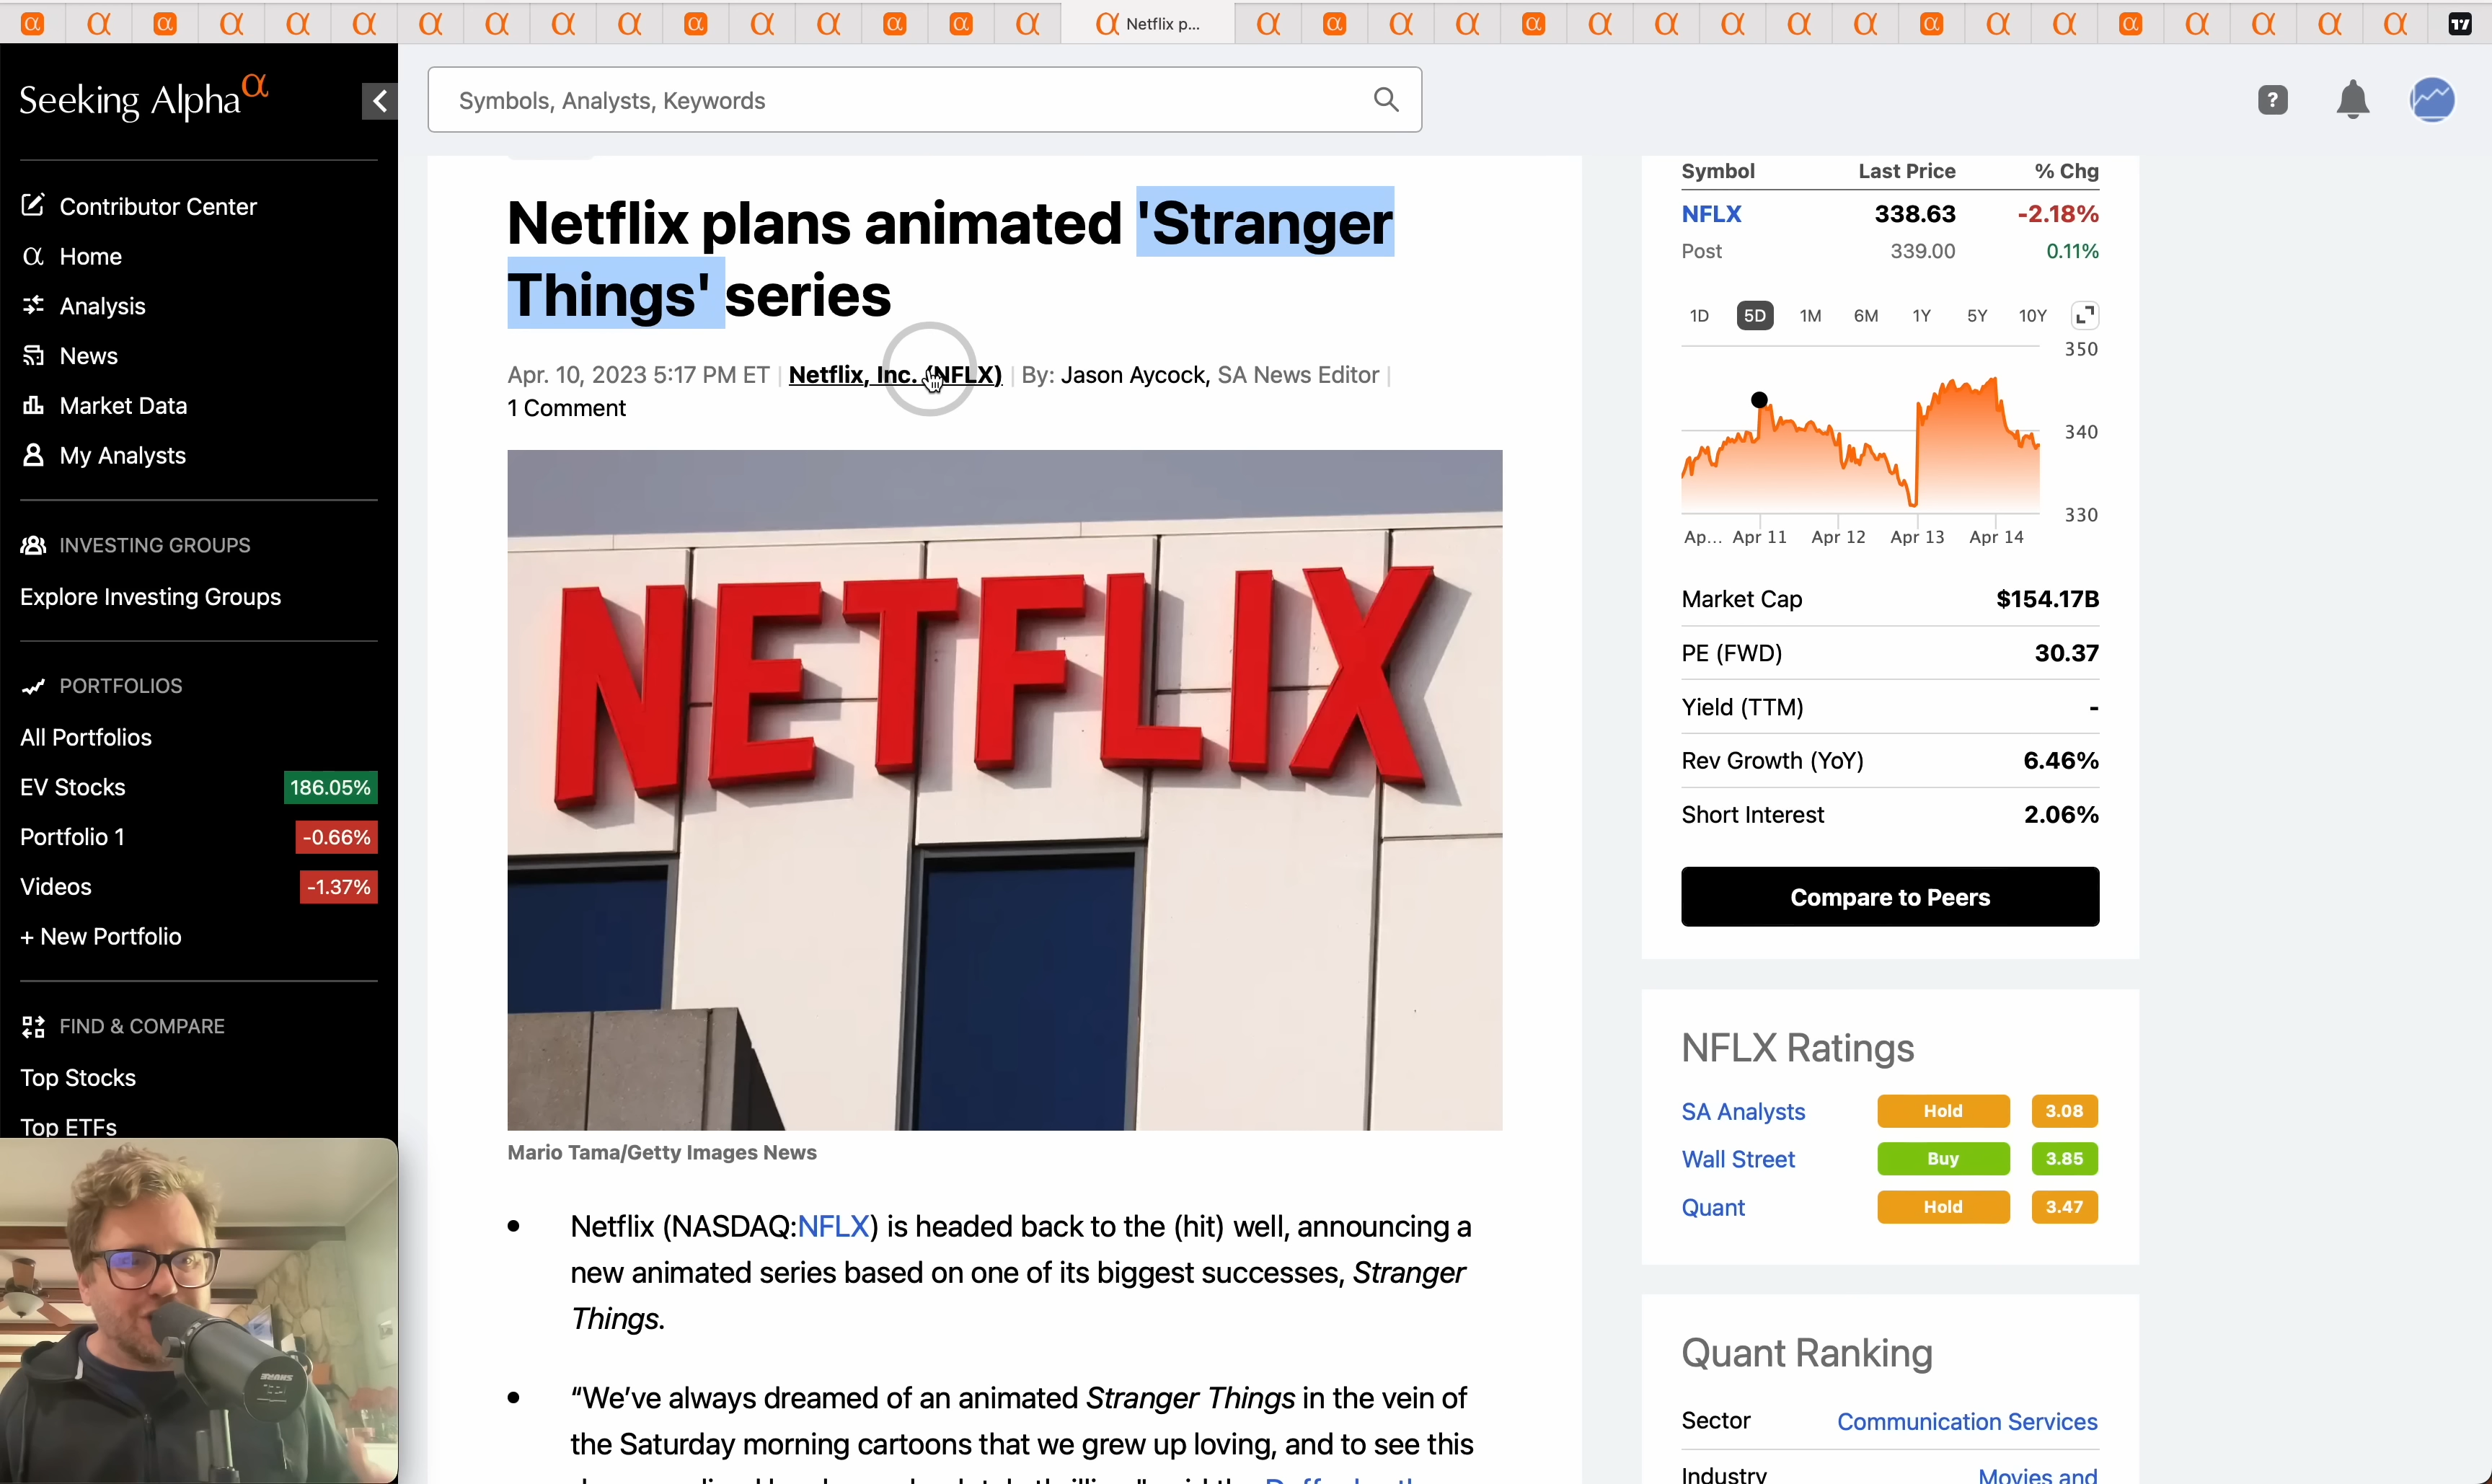 Netflix p...
Seeking Alpha α
Symbols, Analysts, Keywords
?
Contributor Center
Home
Analysis
News
Market Data
My Analysts
INVESTING GROUPS
Explore Investing Groups
PORTFOLIOS
All Portfolios
EV Stocks 186.05%
Portfolio 1 -0.66%
Videos -1.37%
+ New Portfolio
FIND & COMPARE
Top Stocks
Top ETFs
Netflix plans animated 'Stranger
Things' series
Apr. 10, 2023 5:17 PM ET | Netflix, Inc. (NFLX) | By: Jason Aycock, SA News Editor |
1 Comment
NETFLIX
Mario Tama/Getty Images News
• Netflix (NASDAQ:NFLX) is headed back to the (hit) well, announcing a
new animated series based on one of its biggest successes, Stranger
Things.
• “We’ve always dreamed of an animated Stranger Things in the vein of
the Saturday morning cartoons that we grew up loving, and to see this
Symbol Last Price % Chg
NFLX 338.63 -2.18%
Post 339.00 0.11%
1D 5D 1M 6M 1Y 5Y 10Y
350
340
330
Ap... Apr 11 Apr 12 Apr 13 Apr 14
Market Cap $154.17B
PE (FWD) 30.37
Yield (TTM) -
Rev Growth (YoY) 6.46%
Short Interest 2.06%
Compare to Peers
NFLX Ratings
SA Analysts Hold 3.08
Wall Street Buy 3.85
Quant Hold 3.47
Quant Ranking
Sector Communication Services
Industry Movies and
SHURE